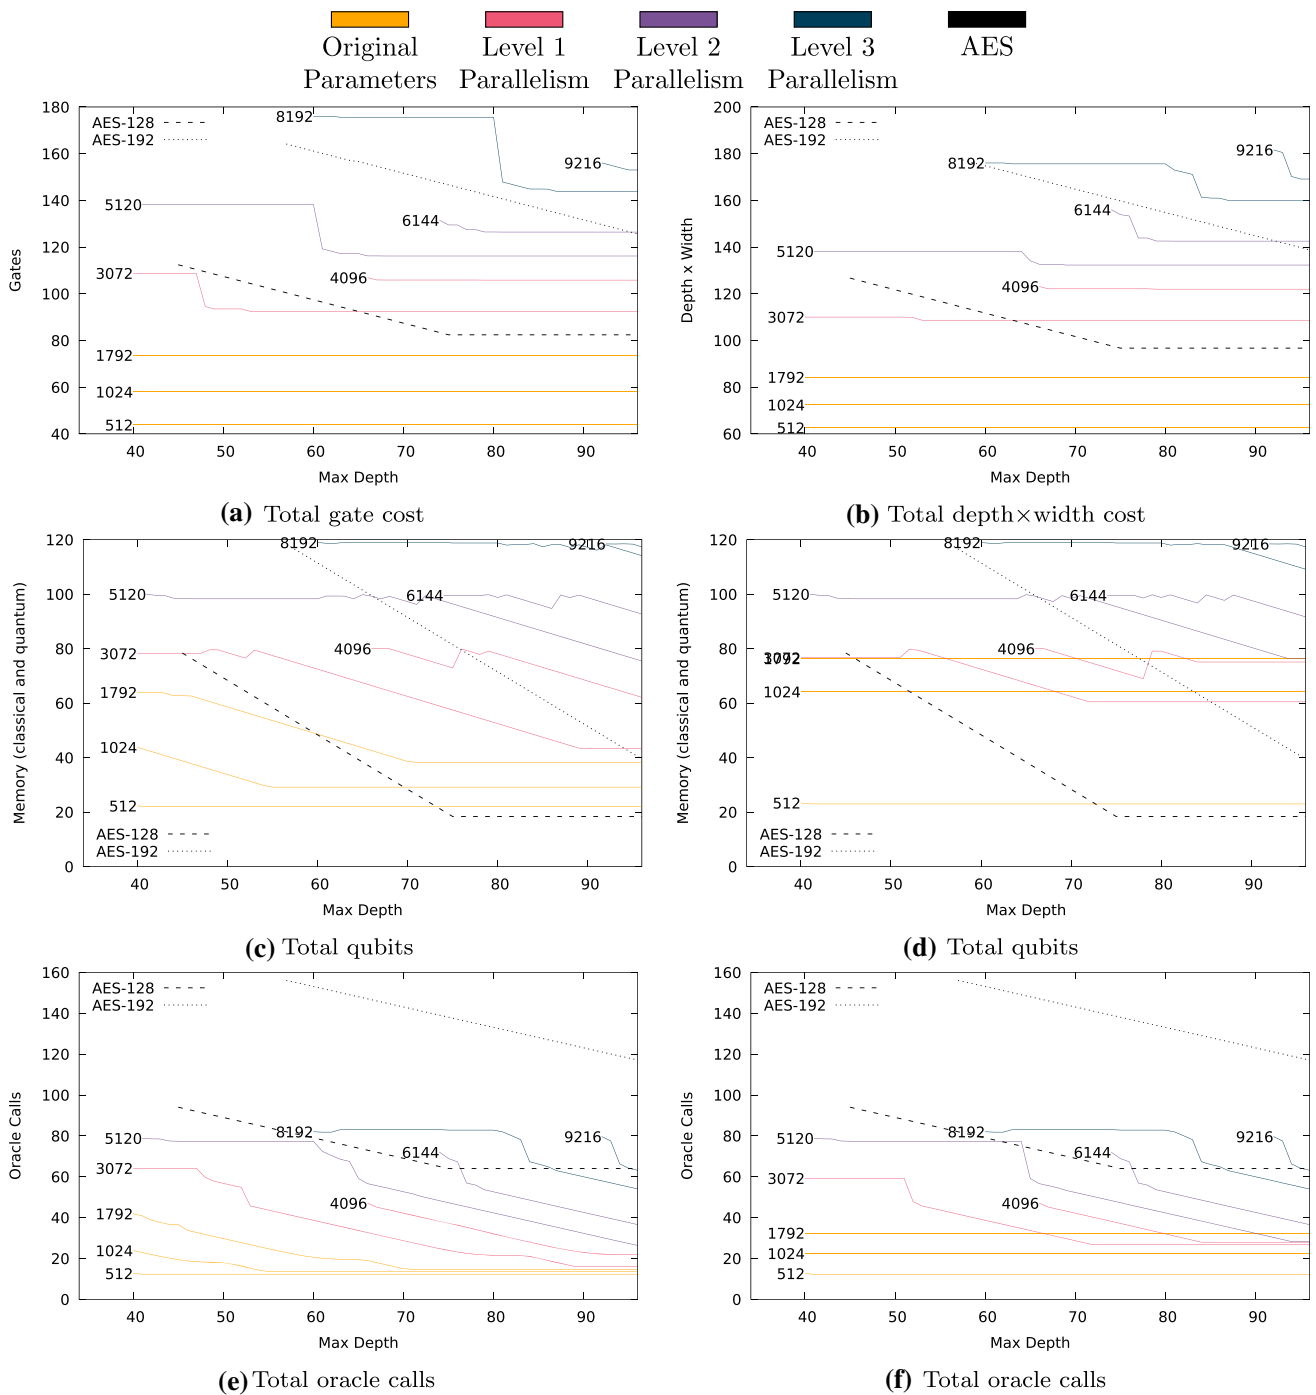 Original Parameters
Level 1 Parallelism
Level 2 Parallelism
Level 3 Parallelism
AES
180
160
140
120
100
80
60
40
Gates
AES-128
AES-192
8192
9216
5120
6144
3072
4096
1792
1024
512
40 50 60 70 80 90
Max Depth
(a) Total gate cost
200
180
160
140
120
100
80
60
Depth x Width
AES-128
AES-192
8192
9216
6144
5120
4096
3072
1792
1024
512
40 50 60 70 80 90
Max Depth
(b) Total depth×width cost
120
100
80
60
40
20
0
Memory (classical and quantum)
8192
9216
5120
6144
3072
4096
1792
1024
512
AES-128
AES-192
40 50 60 70 80 90
Max Depth
(c) Total qubits
120
100
80
60
40
20
0
Memory (classical and quantum)
8192
9216
5120
6144
4096
1024
512
AES-128
AES-192
40 50 60 70 80 90
Max Depth
(d) Total qubits
160
140
120
100
80
60
40
20
0
Oracle Calls
AES-128
AES-192
5120
8192
9216
6144
3072
4096
1792
1024
512
40 50 60 70 80 90
Max Depth
(e) Total oracle calls
160
140
120
100
80
60
40
20
0
Oracle Calls
AES-128
AES-192
5120
8192
9216
6144
3072
4096
1792
1024
512
40 50 60 70 80 90
Max Depth
(f) Total oracle calls